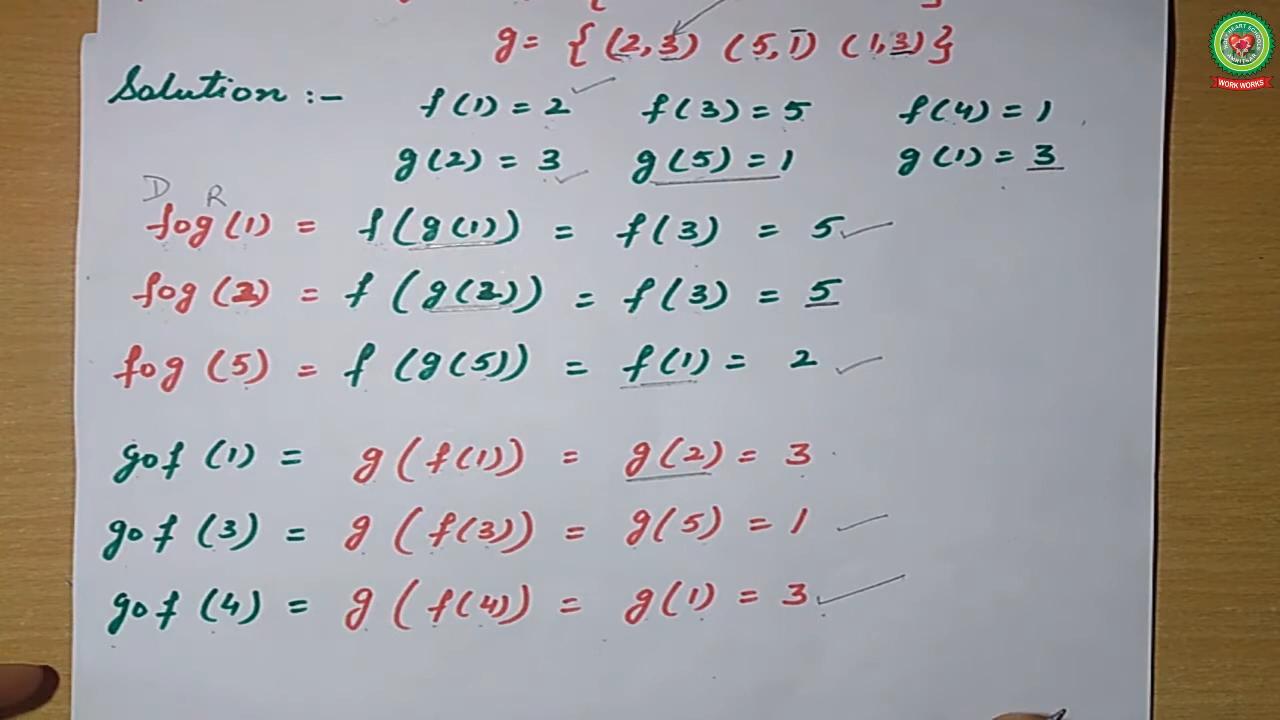 g = { (2,3) (5,1) (1,3)}
Solution :-
f(1) = 2 f(3) = 5 f(4) = 1
g(2) = 3 g(5) = 1 g(1) = 3
D R
fog(1) = f(g(1)) = f(3) = 5
fog(2) = f(g(2)) = f(3) = 5
fog(5) = f(g(5)) = f(1) = 2
gof(1) = g(f(1)) = g(2) = 3
gof(3) = g(f(3)) = g(5) = 1
gof(4) = g(f(4)) = g(1) = 3
WORK WORKS